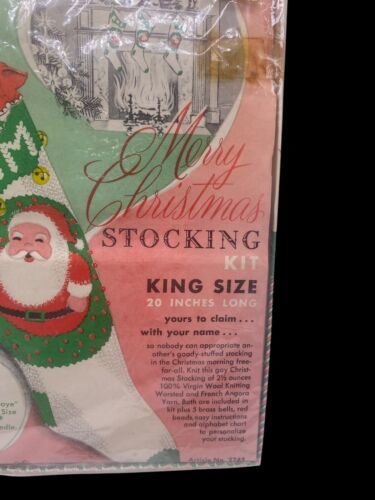 Merry
Christmas
STOCKING
KIT
KING SIZE
20 INCHES LONG
yours to claim...
with your name...
so nobody can appropriate an-
other's goody-stuffed stocking
in the Christmas morning free-
for-all. Knit this gay Christ-
mas Stocking of 2½ ounces
100% Virgin Wool Knitting
Worsted and French Angora
Yarn. Both are included in
kit plus 5 brass bells, red
beads, easy instructions
and alphabet chart
to personalize
your stocking.
Size
Article No.
M